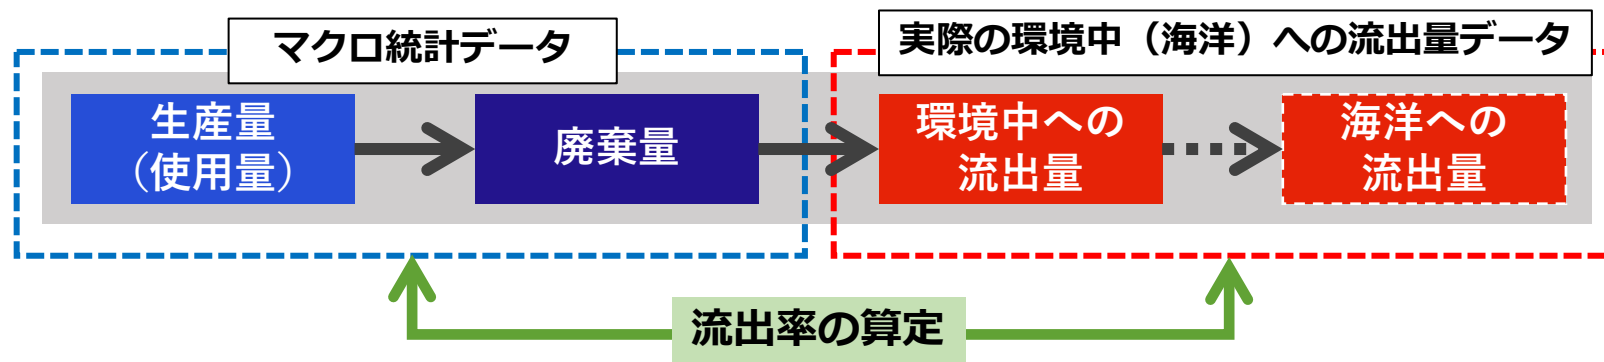 マクロ統計データ
実際の環境中（海洋）への流出量データ
生産量
（使用量）
廃棄量
環境中への
流出量
海洋への
流出量
流出率の算定